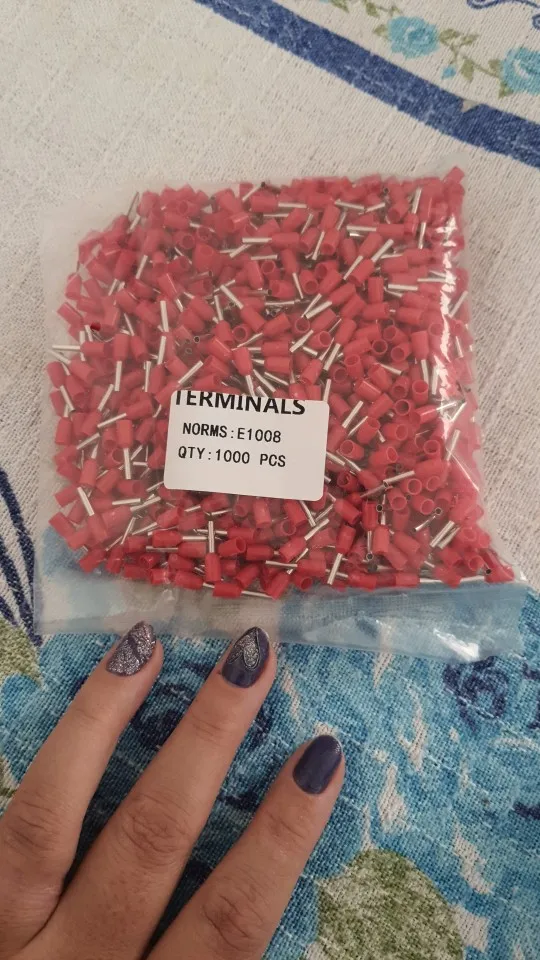 TERMINALS
NORMS:E1008
QTY:1000 PCS